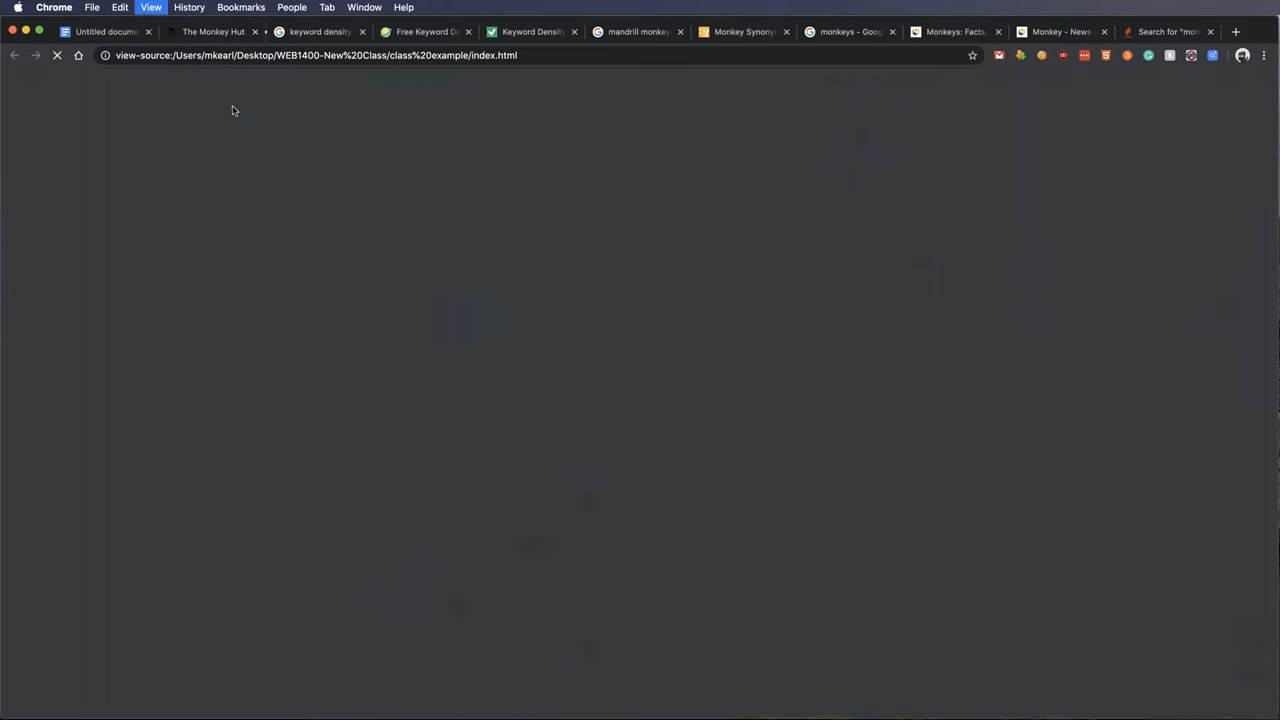 Chrome File Edit View History Bookmarks People Tab Window Help
Untitled docume The Monkey Hut keyword density Free Keyword De Keyword Density mandrill monkey Monkey Synonym monkeys - Goog Monkeys: Facts, Monkey - News Search for "mon
view-source:/Users/mkearl/Desktop/WEB1400-New%20Class/class%20example/index.html